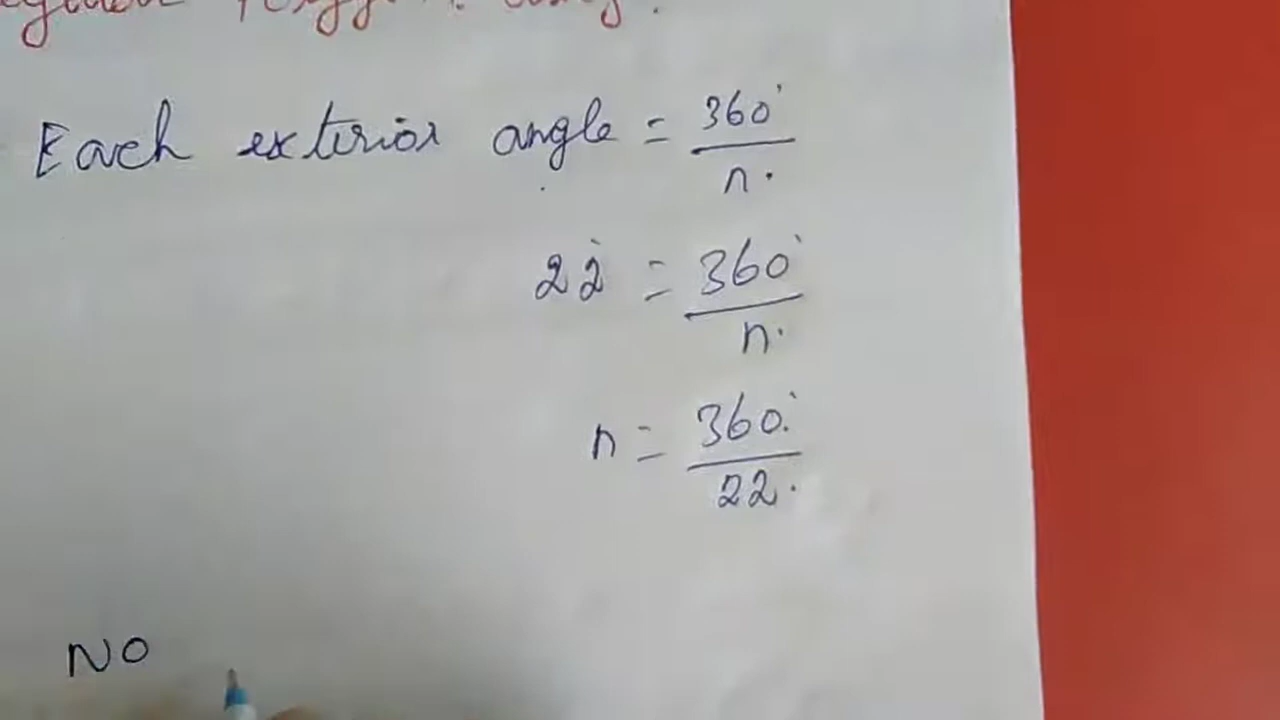 Each exterior angle = 360° / n.
22° = 360° / n.
n = 360° / 22.
NO